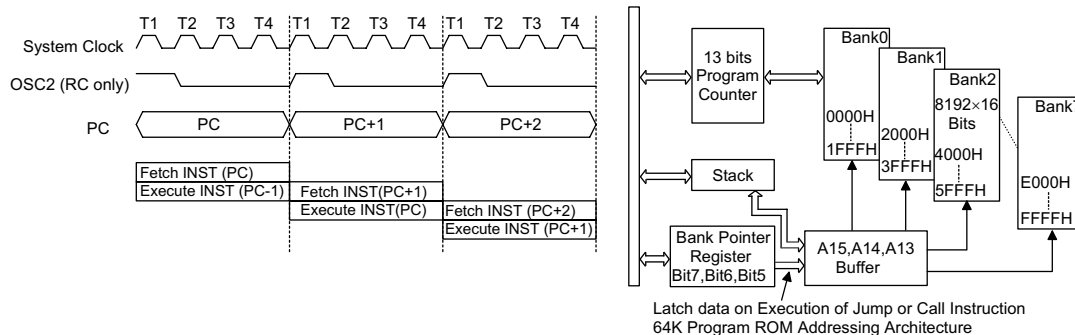 T1 T2 T3 T4 T1 T2 T3 T4 T1 T2 T3 T4
System Clock
OSC2 (RC only)
PC PC PC+1 PC+2
Fetch INST (PC)
Execute INST (PC-1) Fetch INST(PC+1)
Execute INST(PC) Fetch INST (PC+2)
Execute INST (PC+1)
13 bits
Program
Counter
Stack
Bank Pointer
Register
Bit7,Bit6,Bit5
A15,A14,A13
Buffer
Bank0
0000H
1FFFH
Bank1
2000H
3FFFH
Bank2
8192×16
Bits
4000H
5FFFH
E000H
FFFFH
Latch data on Execution of Jump or Call Instruction
64K Program ROM Addressing Architecture